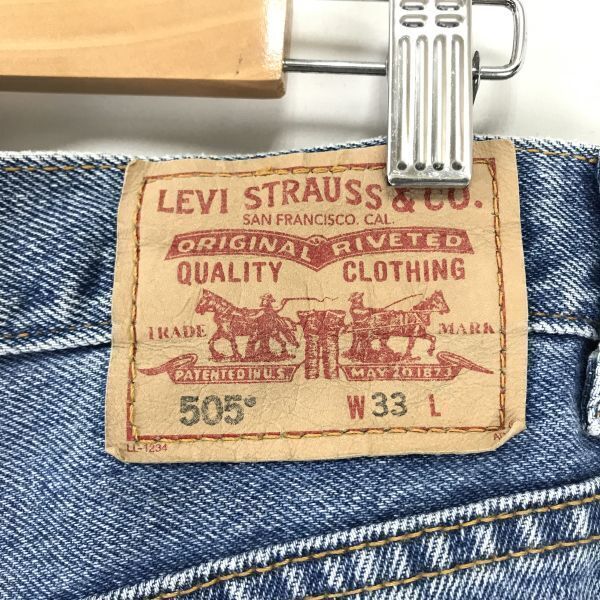 LEVI STRAUSS & CO.
SAN FRANCISCO, CAL.
ORIGINAL RIVETED
QUALITY CLOTHING
TRADE MARK
PATENTED IN U.S. MAY 20 1873
505® W 33 L
LL-1234